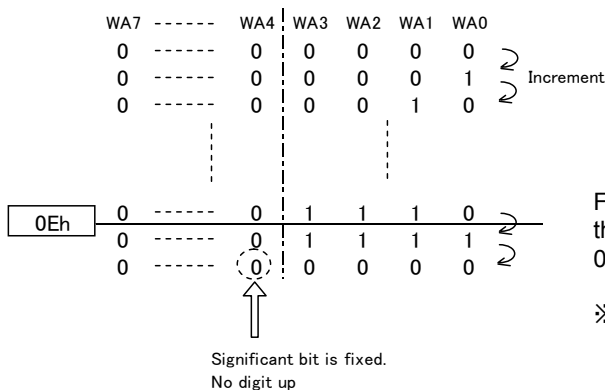 WA7 ------ WA4 WA3 WA2 WA1 WA0
0 ------ 0 0 0 0 0
0 ------ 0 0 0 0 1
0 ------ 0 0 0 1 0
Increment
0Eh
0 ------ 0 1 1 1 0
0 ------ 0 1 1 1 1
0 ------ 0 0 0 0 0
Significant bit is fixed.
No digit up
F
th
0
※